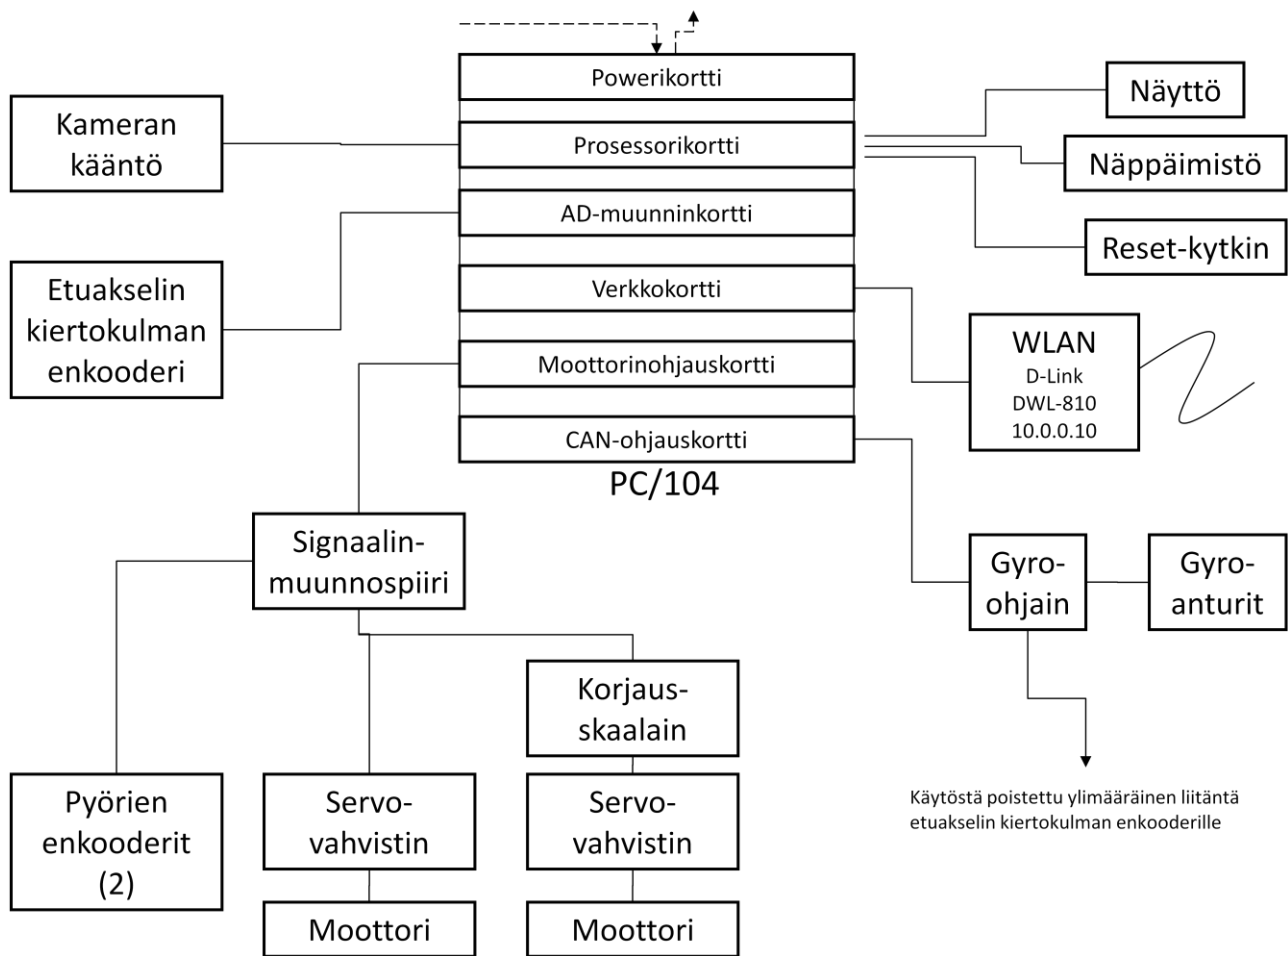 Powerikortti
Prosessorikortti
AD-muunninkortti
Verkkokortti
Moottorinohjauskortti
CAN-ohjauskortti
PC/104
Kameran
kääntö
Etuakselin
kiertokulman
enkooderi
Näyttö
Näppäimistö
Reset-kytkin
WLAN
D-Link
DWL-810
10.0.0.10
Signaalin-
muunnospiiri
Gyro-
ohjain
Gyro-
anturit
Korjaus-
skaalain
Pyörien
enkooderit
(2)
Servo-
vahvistin
Servo-
vahvistin
Moottori
Moottori
Käytöstä poistettu ylimääräinen liitäntä
etuakselin kiertokulman enkooderille